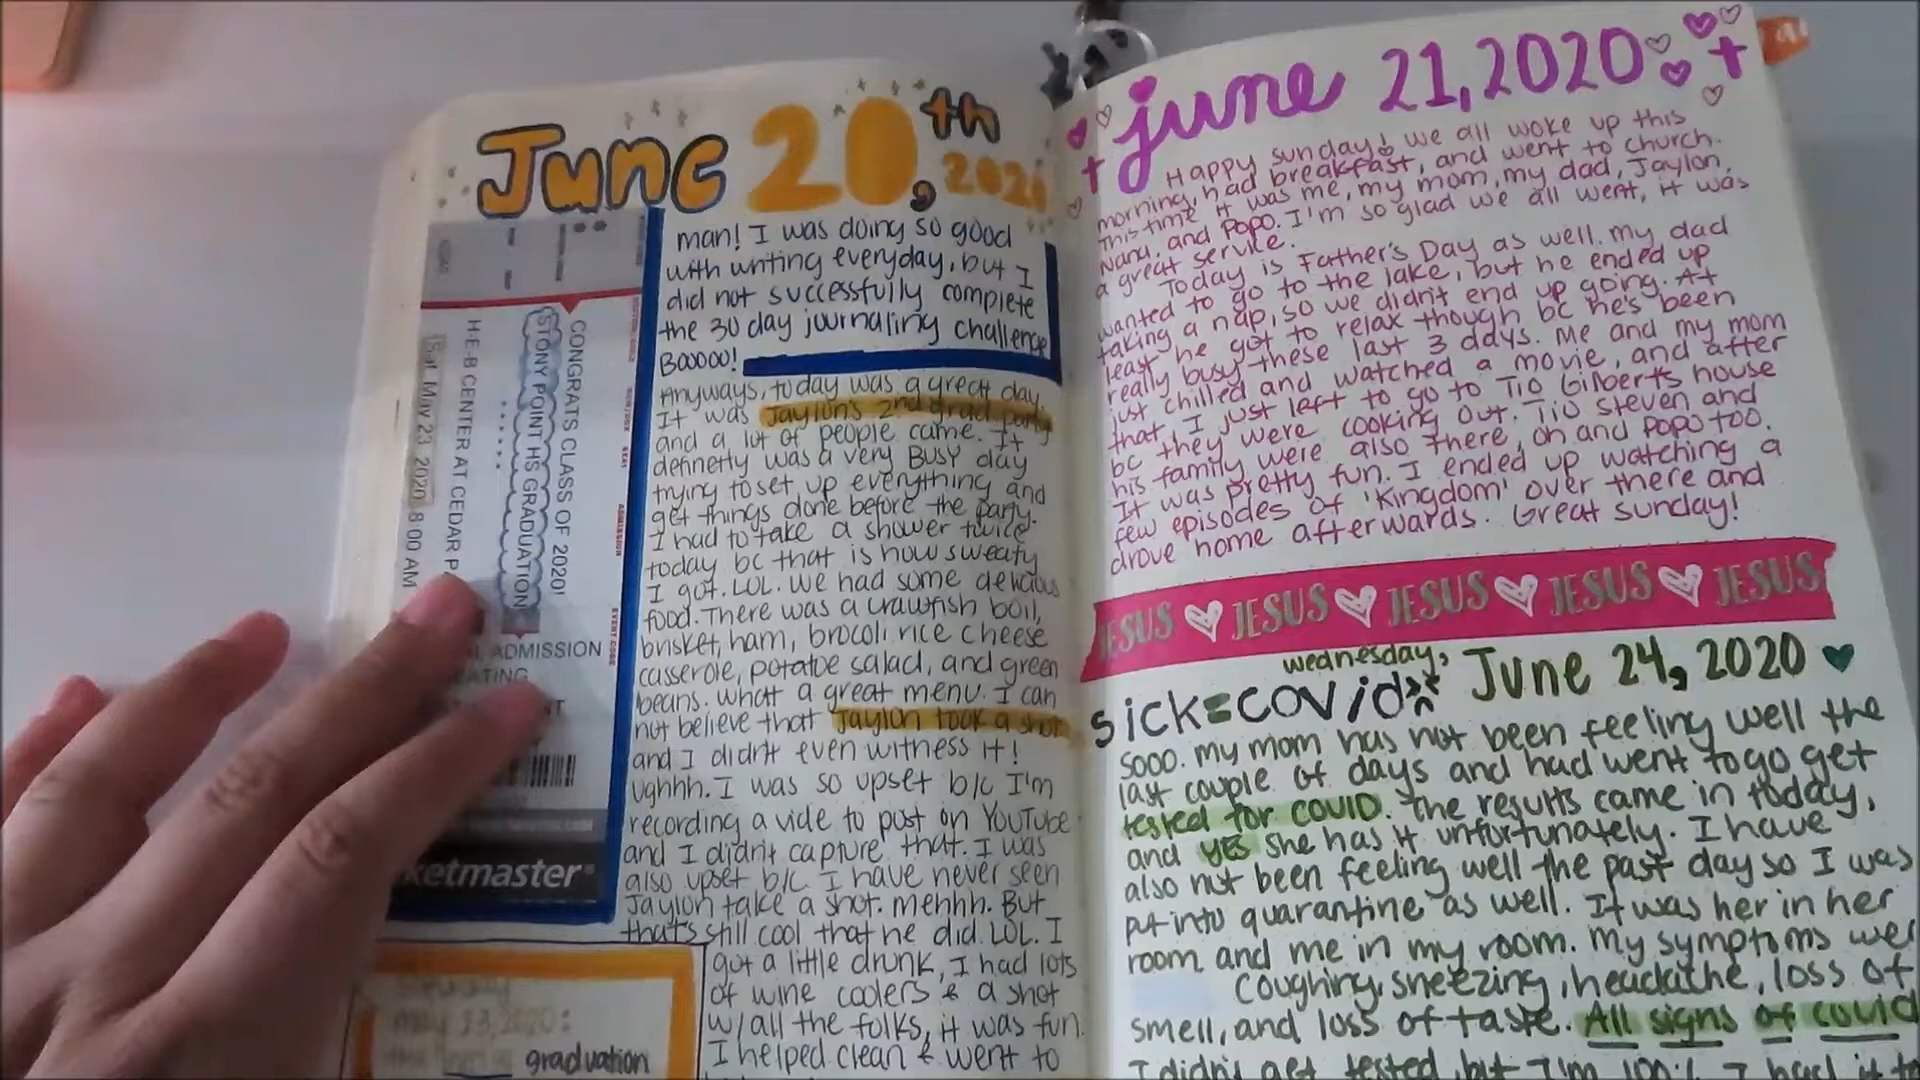 June 20,th 2020
man! I was doing so good
with writing everyday, but I
did not successfully complete
the 30 day journaling challenge
Booooo!
Anyways, today was a great day.
It was Jaylon's 2nd grad party
and a lot of people came. It
definetly was a very BUSY day
trying to set up everything and
get things done before the party.
I had to take a shower twice
today bc that is how sweaty
I got. LOL. We had some delicious
food. There was a crawfish boil,
brisket, ham, brocoli rice cheese
casserole, potatoe salad, and green
beans. What a great menu. I can
not believe that Jaylon took a shot
and I didn't even witness it!
Ughhh. I was so upset b/c I'm
recording a vide to post on YouTube
and I didn't capture that. I was
also upset b/c I have never seen
Jaylon take a shot. mehhh. But
that's still cool that he did. LOL. I
got a little drunk, I had lots
of wine coolers & a shot
w/ all the folks, it was fun.
I helped clean & went to
CONGRATS CLASS OF 2020!
STONY POINT HS GRADUATION
H-E-B CENTER AT CEDAR P
Sat May 23, 2020 8:00 AM
ADMISSION
EVENT CODE
ketmaster
graduation
june 21, 2020
Happy sunday! we all woke up this
morning, had breakfast, and went to church.
This time it was me, my mom, my dad, Jaylon,
Nana, and Popo. I'm so glad we all went, it was
a great service.
Today is Father's Day as well. my dad
wanted to go to the lake, but he ended up
taking a nap, so we didn't end up going. At
least he got to relax though bc he's been
really busy these last 3 days. Me and my mom
just chilled and watched a movie, and after
that, I just left to go to Tio Gilbert's house
bc they were cooking out. Tio Steven and
his family were also there, oh and Popo too.
It was pretty fun. I ended up watching a
few episodes of 'Kingdom' over there and
drove home afterwards. Great sunday!
JESUS JESUS JESUS JESUS JESUS
wednesday, June 24, 2020
sick=covid
Sooo. my mom has not been feeling well the
last couple of days and had went to go get
tested for COVID. The results came in today,
and YES she has it unfortunately. I have
also not been feeling well the past day so I was
put into quarantine as well. It was her in her
room and me in my room. My symptoms wer
Coughing, sneezing, headache, loss of
smell, and loss of taste. All signs of covid
I didn't get tested, but I'm 100% I had it